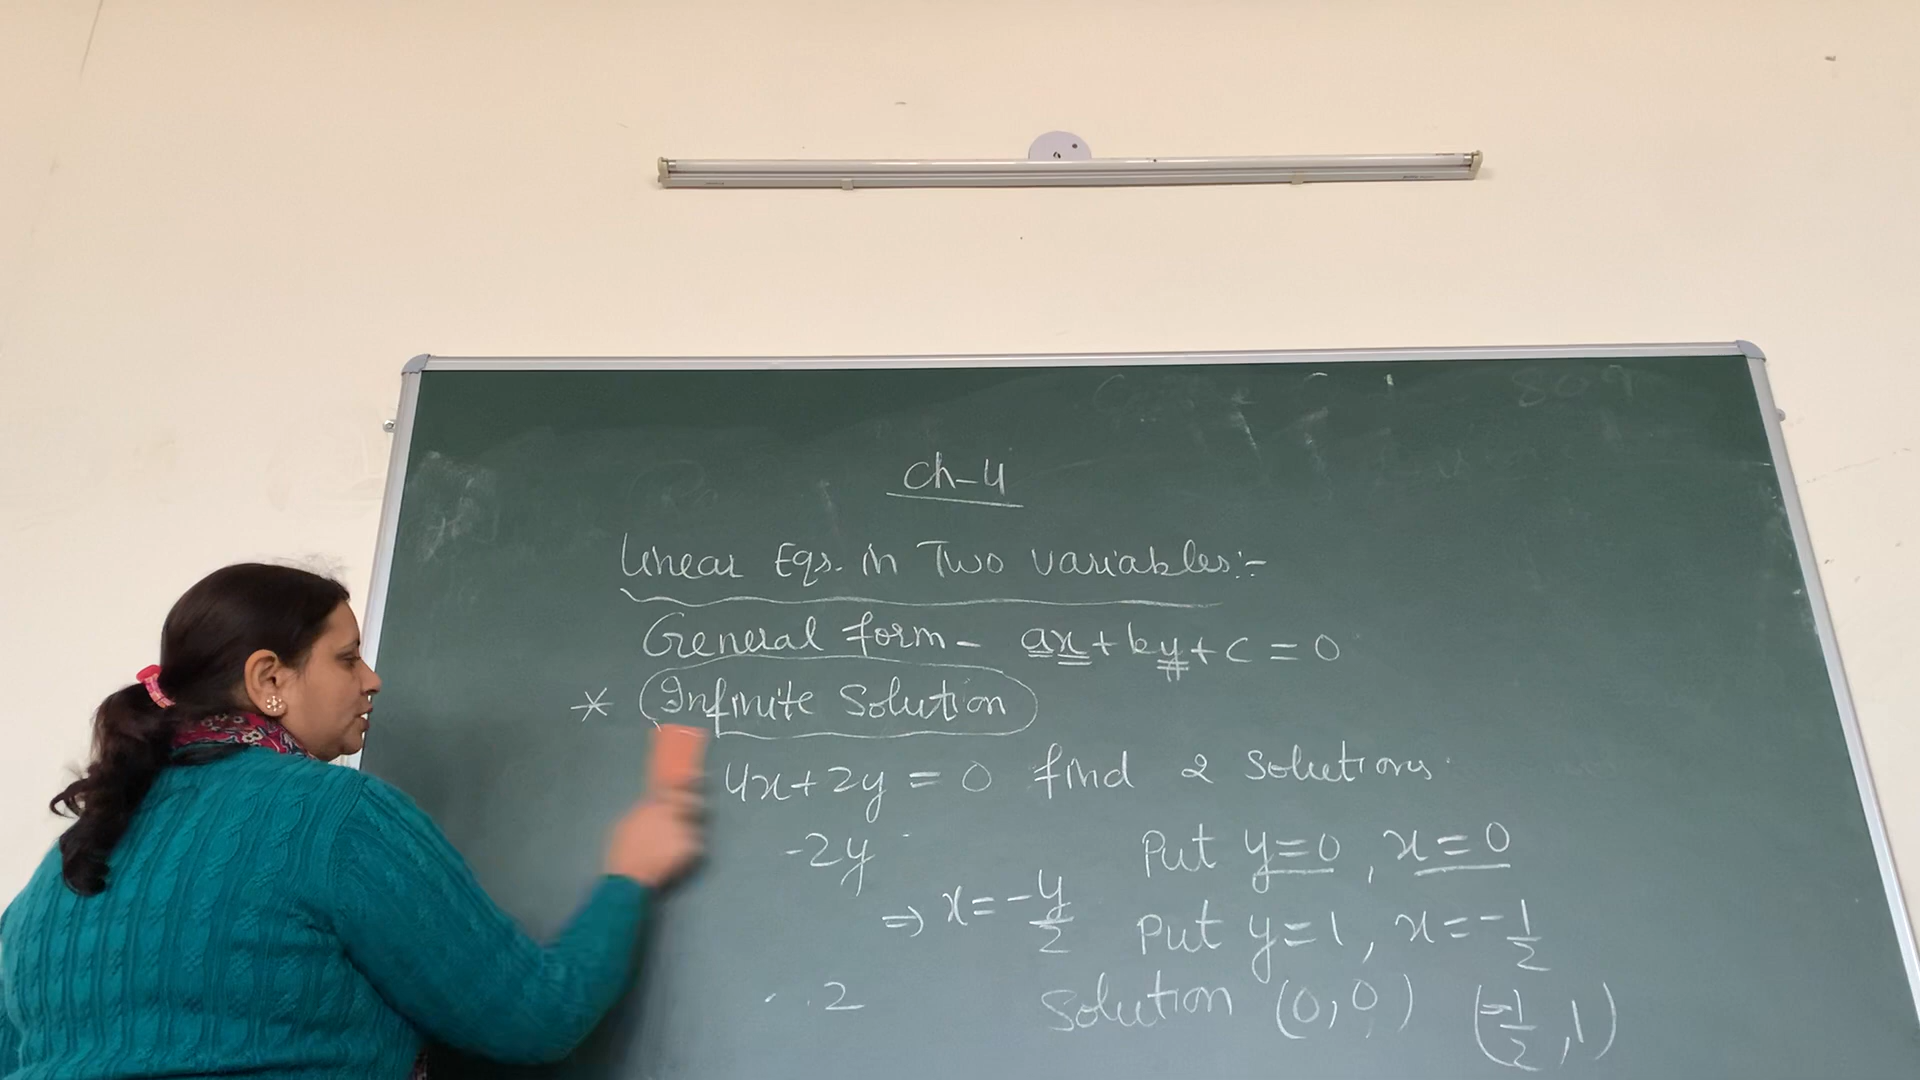 Ch-4
Linear Eqs. in Two variables:-
General form - ax + by + c = 0
* Infinite Solution
4x + 2y = 0 find 2 solutions.
-2y Put y=0, x=0
⇒ x = -y/2 Put y=1, x = -1/2
2 Solution (0,0) (-1/2, 1)